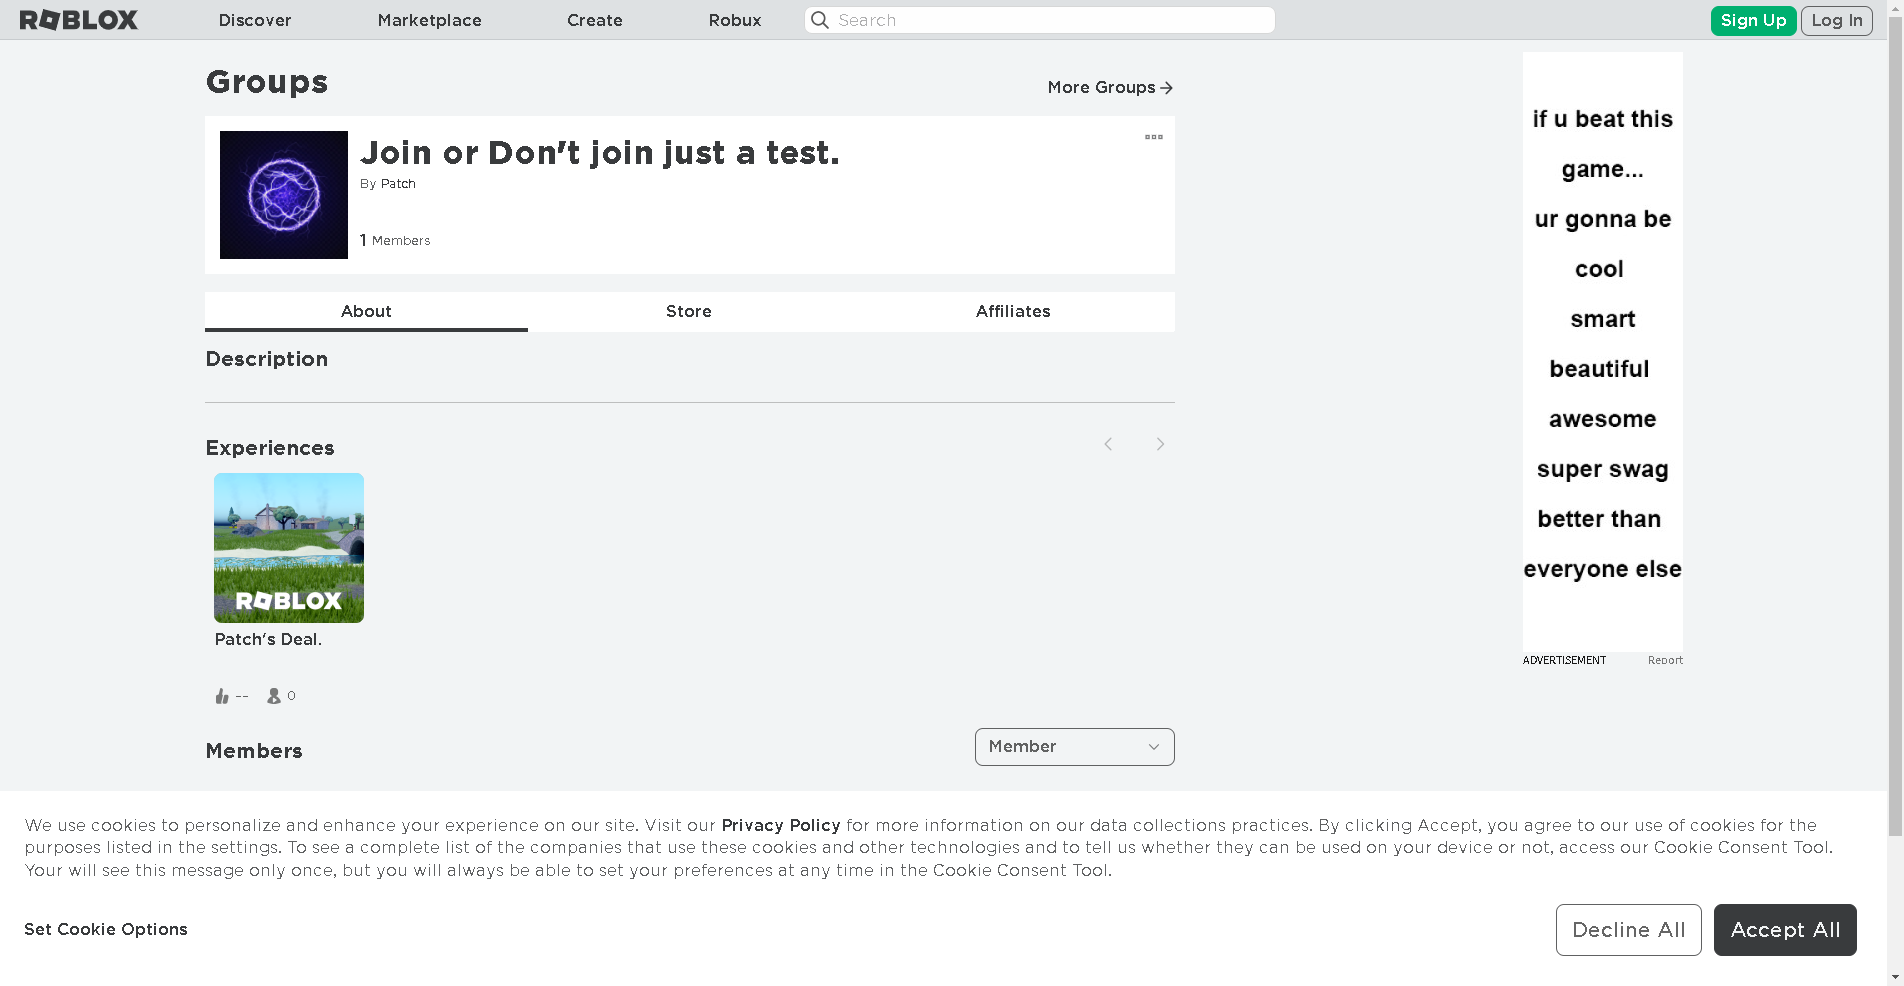 ROBLOX
Discover
Marketplace
Create
Robux
Search
Sign Up
Log In
Groups
More Groups
Join or Don't join just a test.
By Patch
1 Members
About
Store
Affiliates
Description
Experiences
ROBLOX
Patch's Deal.
--
0
Members
Member
if u beat this
game...
ur gonna be
cool
smart
beautiful
awesome
super swag
better than
everyone else
ADVERTISEMENT
Report
We use cookies to personalize and enhance your experience on our site. Visit our Privacy Policy for more information on our data collections practices. By clicking Accept, you agree to our use of cookies for the
purposes listed in the settings. To see a complete list of the companies that use these cookies and other technologies and to tell us whether they can be used on your device or not, access our Cookie Consent Tool.
Your will see this message only once, but you will always be able to set your preferences at any time in the Cookie Consent Tool.
Set Cookie Options
Decline All
Accept All